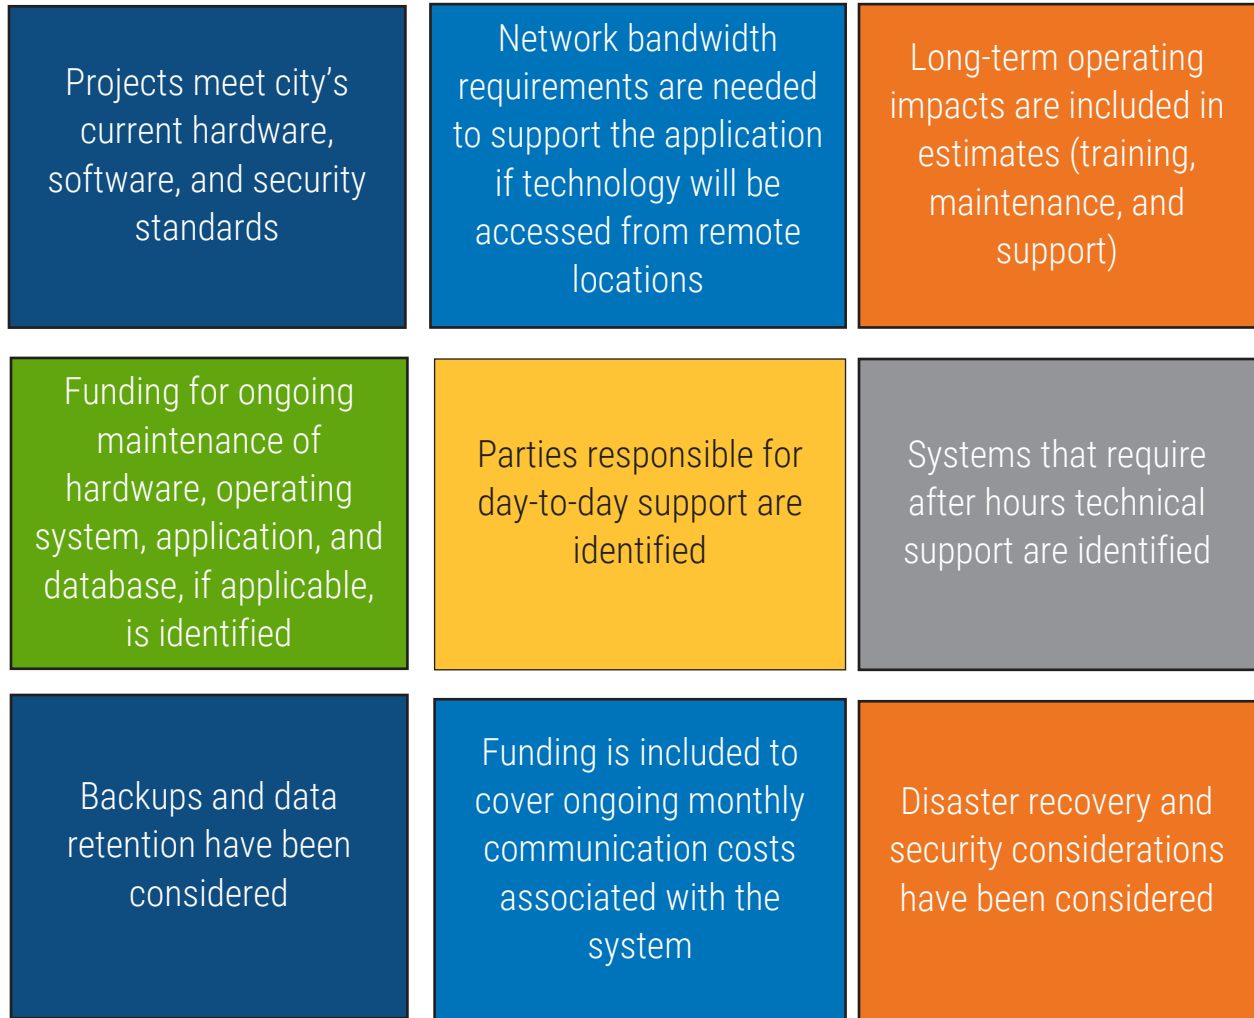 Projects meet city’s
current hardware,
software, and security
standards
Network bandwidth
requirements are needed
to support the application
if technology will be
accessed from remote
locations
Long-term operating
impacts are included in
estimates (training,
maintenance, and
support)
Funding for ongoing
maintenance of
hardware, operating
system, application, and
database, if applicable,
is identified
Parties responsible for
day-to-day support are
identified
Systems that require
after hours technical
support are identified
Backups and data
retention have been
considered
Funding is included to
cover ongoing monthly
communication costs
associated with the
system
Disaster recovery and
security considerations
have been considered